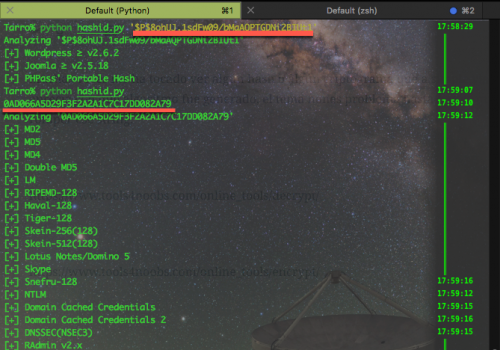 Default (Python) ⌘1 Default (zsh) ⌘2
Tarro% python hashid.py '$P$8ohUJ.1sdFw09/bMaAQPTGDNi2BIUt1' 17:58:29
Analyzing '$P$8ohUJ.1sdFw09/bMaAQPTGDNi2BIUt1'
[+] Wordpress ≥ v2.6.2
[+] Joomla ≥ v2.5.18
[+] PHPass' Portable Hash
Tarro% python hashid.py 17:59:07
0AD066A5D29F3F2A2A1C7C17DD082A79 17:59:10
Analyzing '0AD066A5D29F3F2A2A1C7C17DD082A79' 17:59:12
[+] MD2
[+] MD5
[+] MD4
[+] Double MD5
[+] LM
[+] RIPEMD-128
[+] Haval-128
[+] Tiger-128
[+] Skein-256(128)
[+] Skein-512(128)
[+] Lotus Notes/Domino 5
[+] Skype
[+] Snefru-128 17:59:16
[+] NTLM 17:59:12
[+] Domain Cached Credentials 17:59:15
[+] Domain Cached Credentials 2 17:59:16
[+] DNSSEC(NSEC3) 17:59:15
[+] RAdmin v2.x